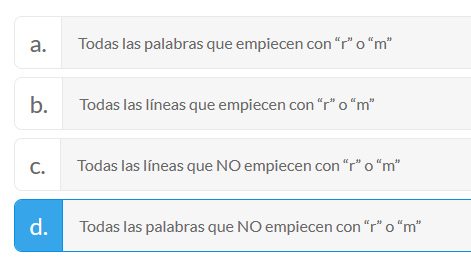 a. Todas las palabras que empiecen con “r” o “m”
b. Todas las líneas que empiecen con “r” o “m”
c. Todas las líneas que NO empiecen con “r” o “m”
d. Todas las palabras que NO empiecen con “r” o “m”